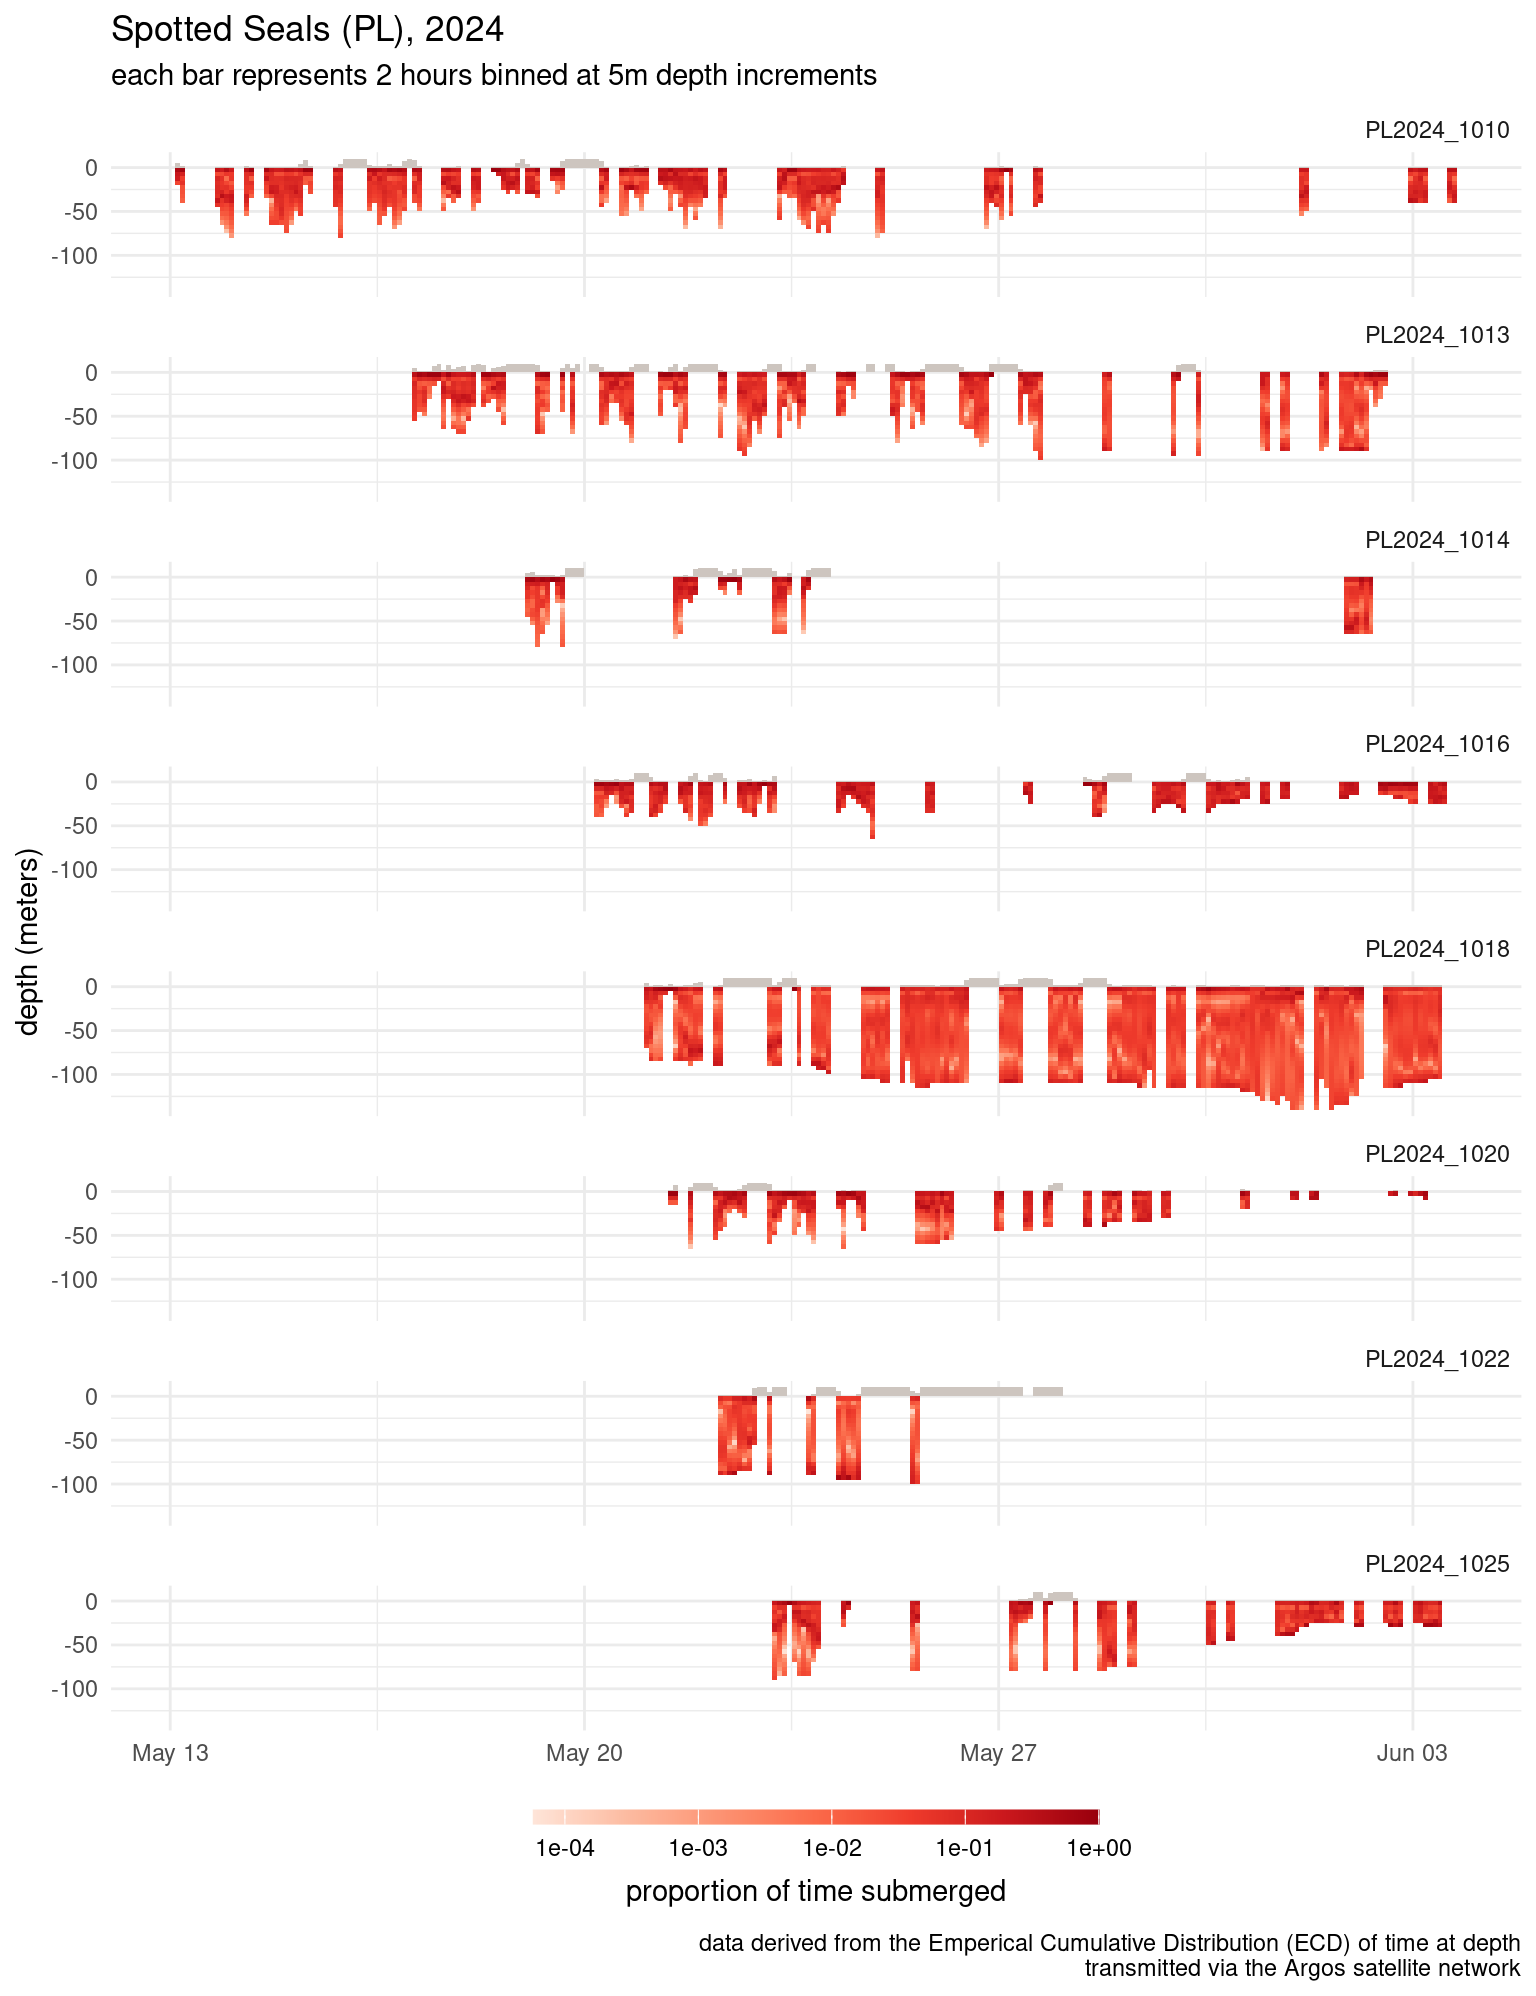 Spotted Seals (PL), 2024
each bar represents 2 hours binned at 5m depth increments
PL2024_1010
0
-50
-100
PL2024_1013
0
-50
-100
PL2024_1014
0
-50
-100
PL2024_1016
0
-50
-100
PL2024_1018
0
-50
-100
PL2024_1020
0
-50
-100
PL2024_1022
0
-50
-100
PL2024_1025
0
-50
-100
depth (meters)
May 13 May 20 May 27 Jun 03
1e-04 1e-03 1e-02 1e-01 1e+00
proportion of time submerged
data derived from the Emperical Cumulative Distribution (ECD) of time at depth
transmitted via the Argos satellite network